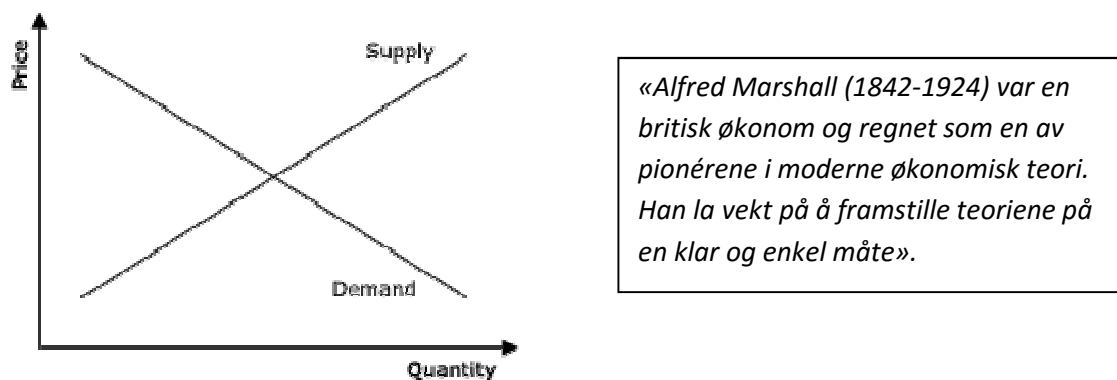 Price
Supply
Demand
Quantity
«Alfred Marshall (1842-1924) var en
britisk økonom og regnet som en av
pionérene i moderne økonomisk teori.
Han la vekt på å framstille teoriene på
en klar og enkel måte».